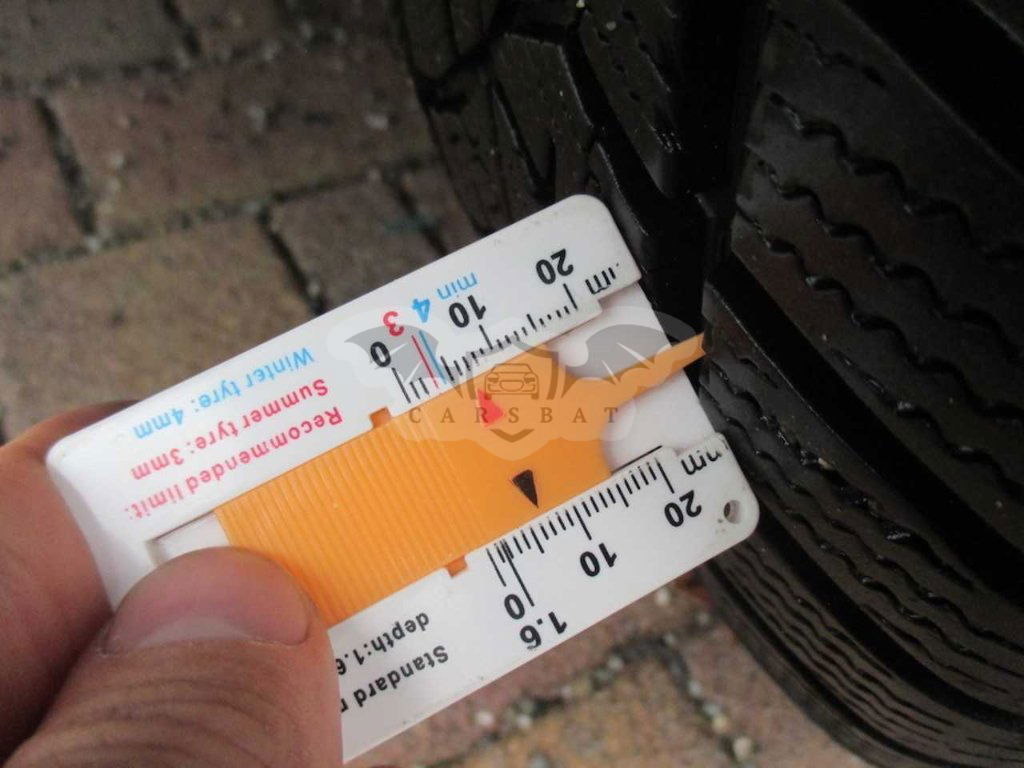 Standard
depth:1.6
1.6
20 10 0
CARSBAT
Recommended limit:
Summer tyre: 3mm
Winter tyre: 4mm
20 10 min 4 3 0